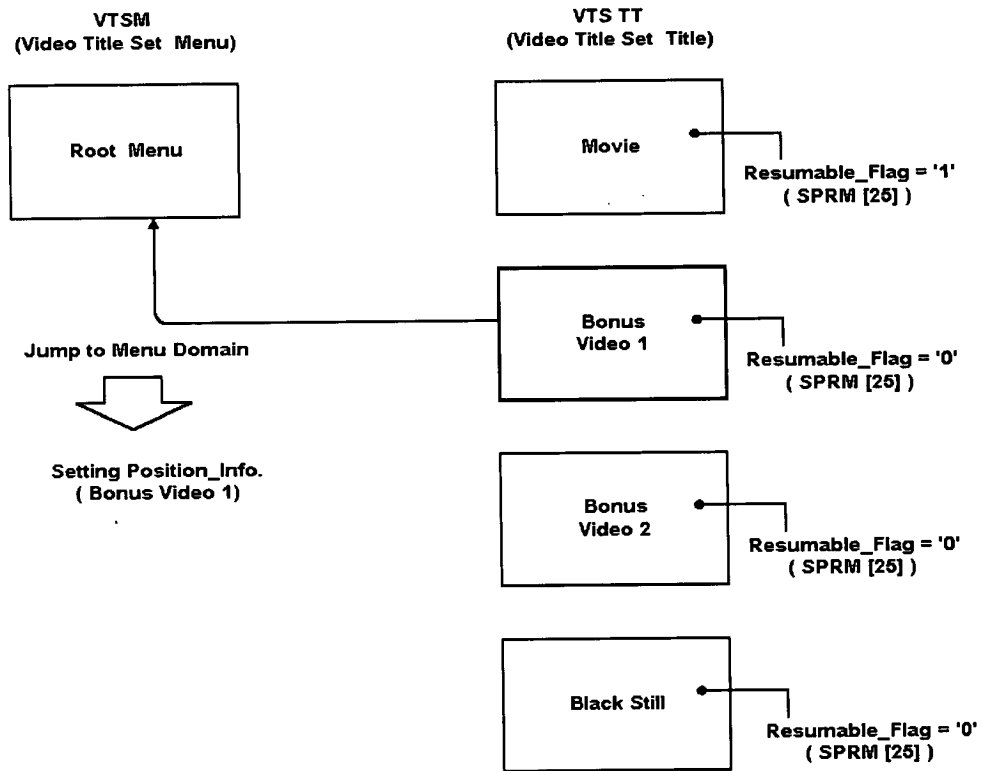 VTSM
(Video Title Set Menu)
VTS TT
(Video Title Set Title)
Root Menu
Movie
Resumable_Flag = '1'
( SPRM [25] )
Bonus
Video 1
Resumable_Flag = '0'
( SPRM [25] )
Jump to Menu Domain
Setting Position_Info.
( Bonus Video 1)
Bonus
Video 2
Resumable_Flag = '0'
( SPRM [25] )
Black Still
Resumable_Flag = '0'
( SPRM [25] )